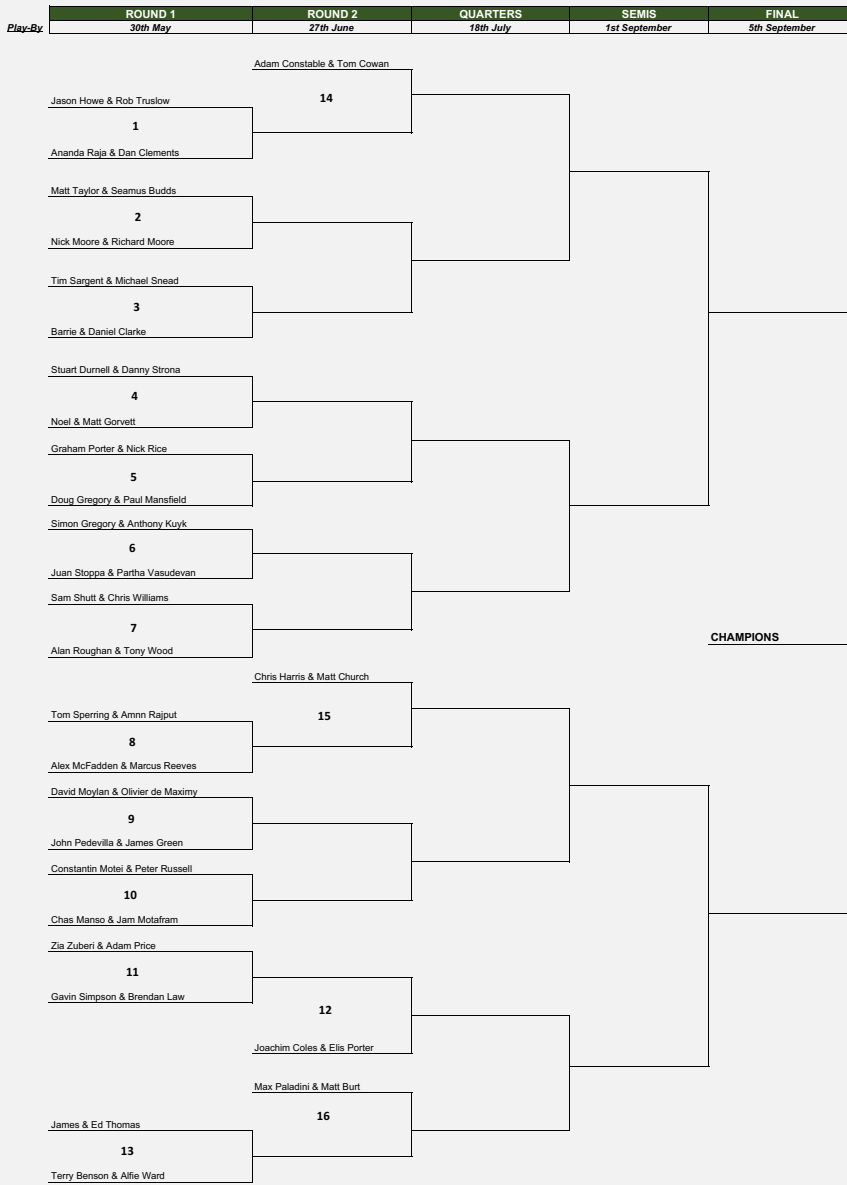 ROUND 1 ROUND 2 QUARTERS SEMIS FINAL
Play-By 30th May 27th June 18th July 1st September 5th September
Adam Constable & Tom Cowan
14
Jason Howe & Rob Truslow
1
Ananda Raja & Dan Clements
Matt Taylor & Seamus Budds
2
Nick Moore & Richard Moore
Tim Sargent & Michael Snead
3
Barrie & Daniel Clarke
Stuart Durnell & Danny Strona
4
Noel & Matt Gorvett
Graham Porter & Nick Rice
5
Doug Gregory & Paul Mansfield
Simon Gregory & Anthony Kuyk
6
Juan Stoppa & Partha Vasudevan
Sam Shutt & Chris Williams
7
Alan Roughan & Tony Wood
CHAMPIONS
Chris Harris & Matt Church
15
Tom Sperring & Amnn Rajput
8
Alex McFadden & Marcus Reeves
David Moylan & Olivier de Maximy
9
John Pedevilla & James Green
Constantin Motei & Peter Russell
10
Chas Manso & Jam Motafram
Zia Zuberi & Adam Price
11
Gavin Simpson & Brendan Law
12
Joachim Coles & Elis Porter
Max Paladini & Matt Burt
16
James & Ed Thomas
13
Terry Benson & Alfie Ward